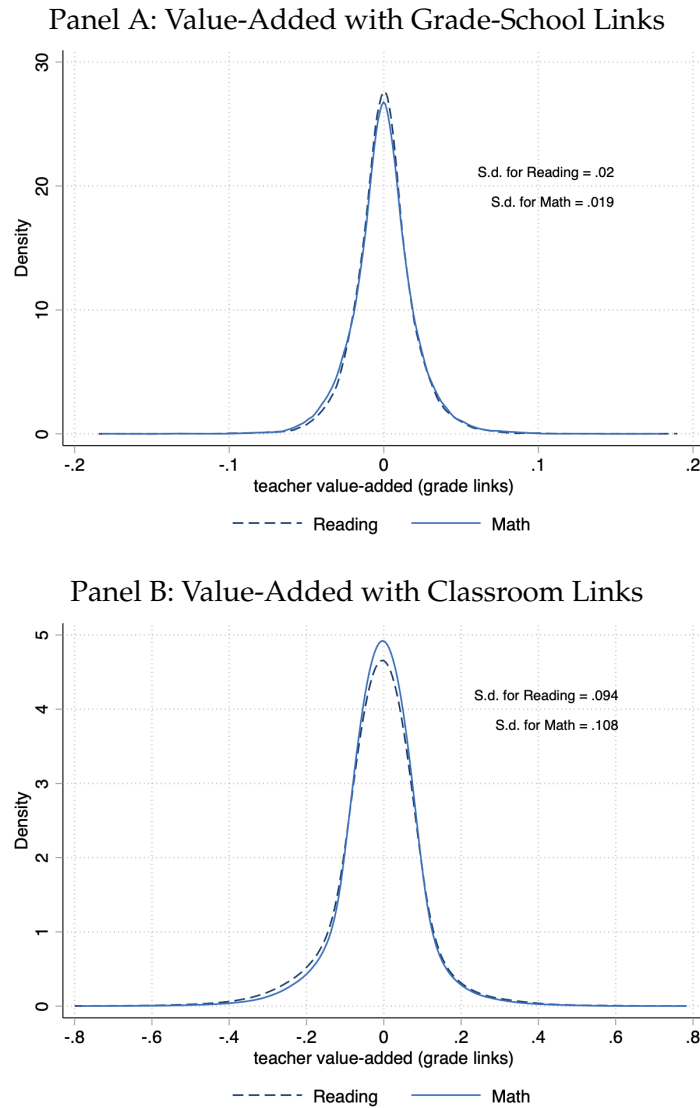 Panel A: Value-Added with Grade-School Links
30
20
10
0
Density
S.d. for Reading = .02
S.d. for Math = .019
-.2 -.1 0 .1 .2
teacher value-added (grade links)
Reading Math
Panel B: Value-Added with Classroom Links
5
4
3
2
1
0
Density
S.d. for Reading = .094
S.d. for Math = .108
-.8 -.6 -.4 -.2 0 .2 .4 .6 .8
teacher value-added (grade links)
Reading Math